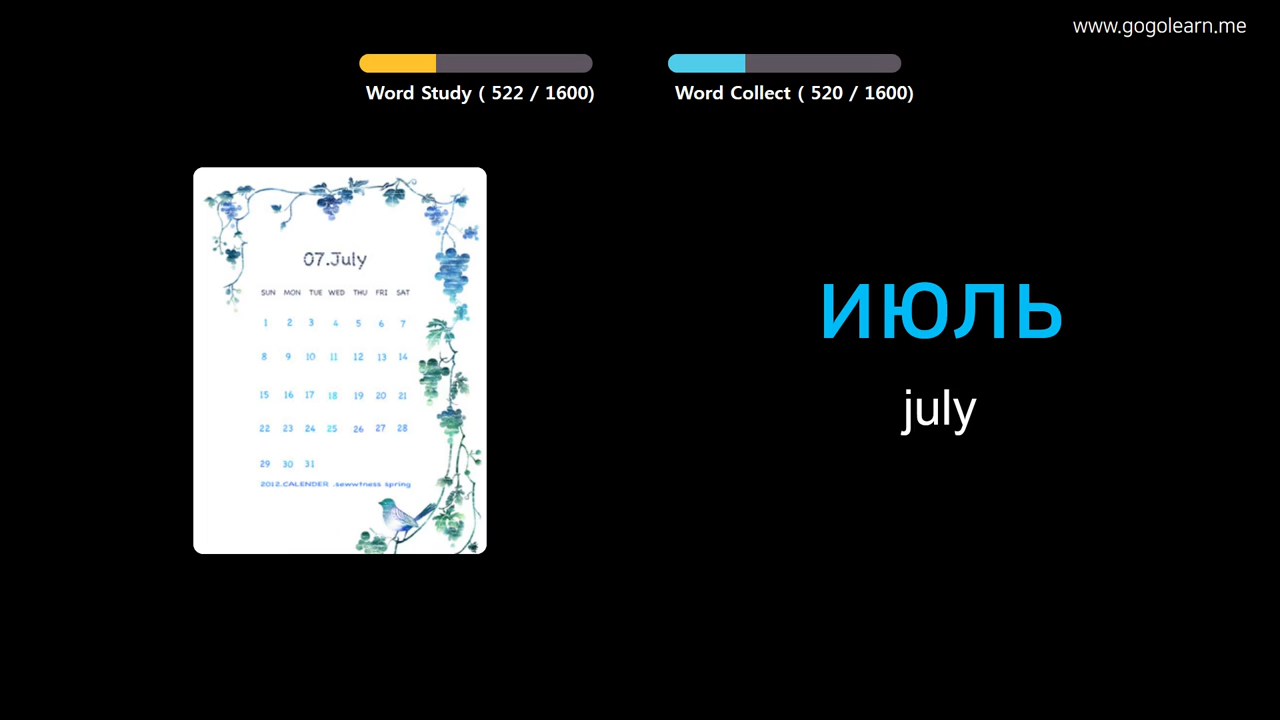 www.gogolearn.me
Word Study ( 522 / 1600)
Word Collect ( 520 / 1600)
07.July
SUN MON TUE WED THU FRI SAT
1 2 3 4 5 6 7
8 9 10 11 12 13 14
15 16 17 18 19 20 21
22 23 24 25 26 27 28
29 30 31
2012.CALENDER .sewwtness spring
июль
july